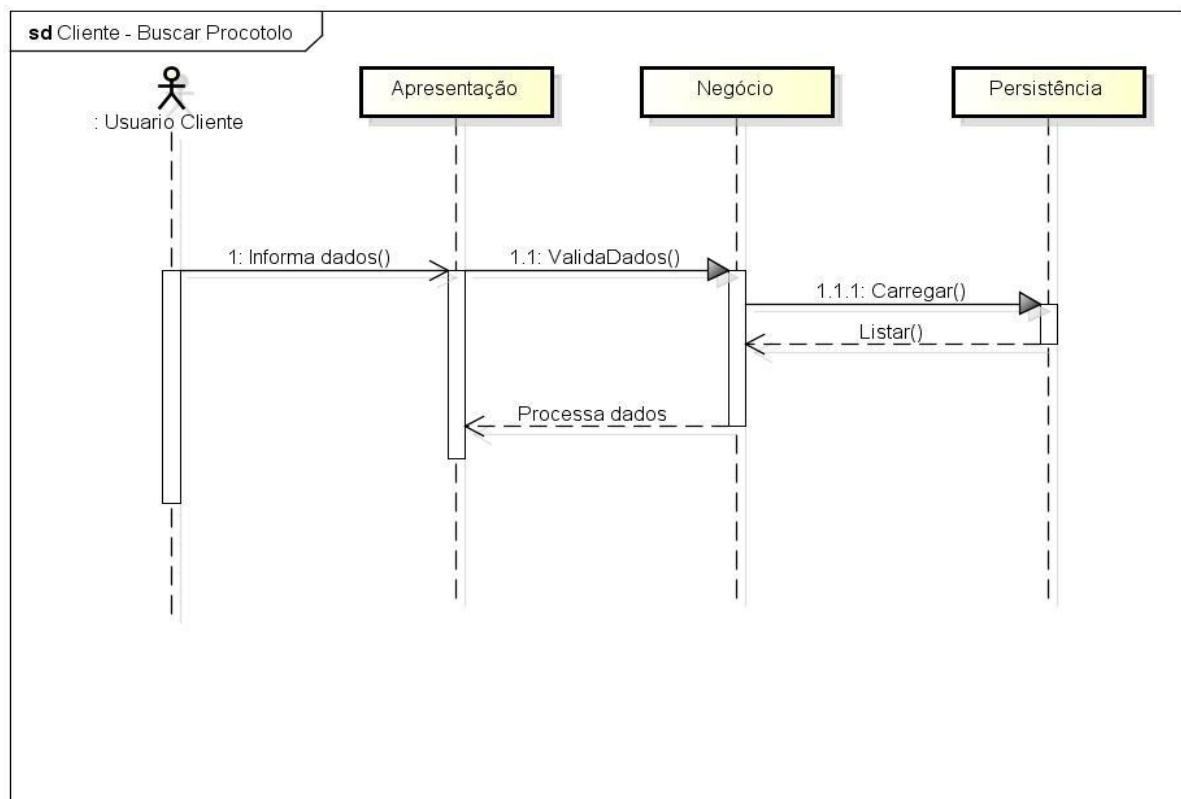 sd Cliente - Buscar Procotolo
: Usuario Cliente
Apresentação
Negócio
Persistência
1: Informa dados()
1.1: ValidaDados()
1.1.1: Carregar()
Listar()
Processa dados